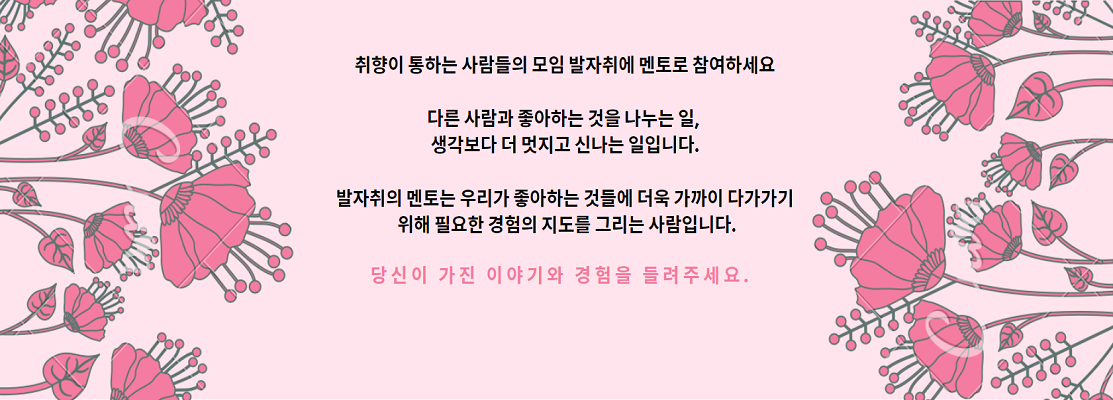 취향이 통하는 사람들의 모임 발자취에 멘토로 참여하세요
다른 사람과 좋아하는 것을 나누는 일,
생각보다 더 멋지고 신나는 일입니다.
발자취의 멘토는 우리가 좋아하는 것들에 더욱 가까이 다가가기
위해 필요한 경험의 지도를 그리는 사람입니다.
당신이 가진 이야기와 경험을 들려주세요.